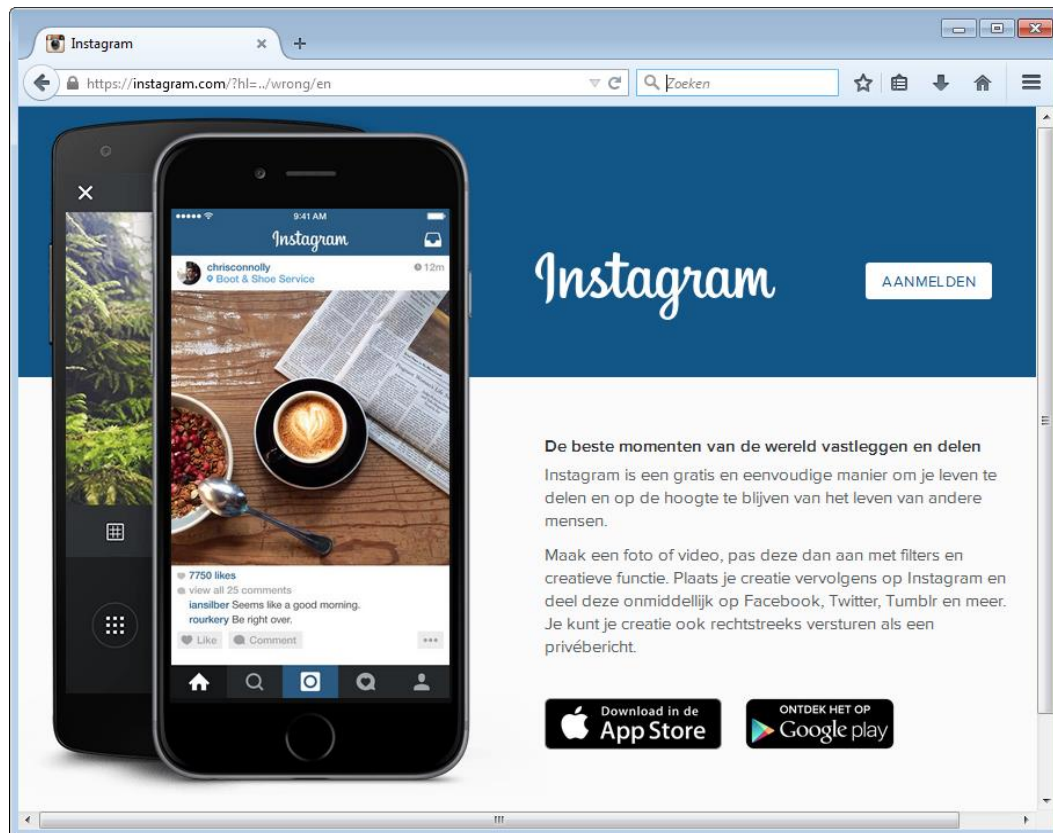 Instagram
https://instagram.com/?hl=../wrong/en
Zoeken
9:41 AM
Instagram
chrisconnolly
12m
Boot & Shoe Service
7750 likes
view all 25 comments
iansilber Seems like a good morning.
rourkery Be right over.
Like
Comment
Instagram
AANMELDEN
De beste momenten van de wereld vastleggen en delen
Instagram is een gratis en eenvoudige manier om je leven te
delen en op de hoogte te blijven van het leven van andere
mensen.
Maak een foto of video, pas deze dan aan met filters en
creatieve functie. Plaats je creatie vervolgens op Instagram en
deel deze onmiddellijk op Facebook, Twitter, Tumblr en meer.
Je kunt je creatie ook rechtstreeks versturen als een
privébericht.
Download in de
App Store
ONTDEK HET OP
Google play